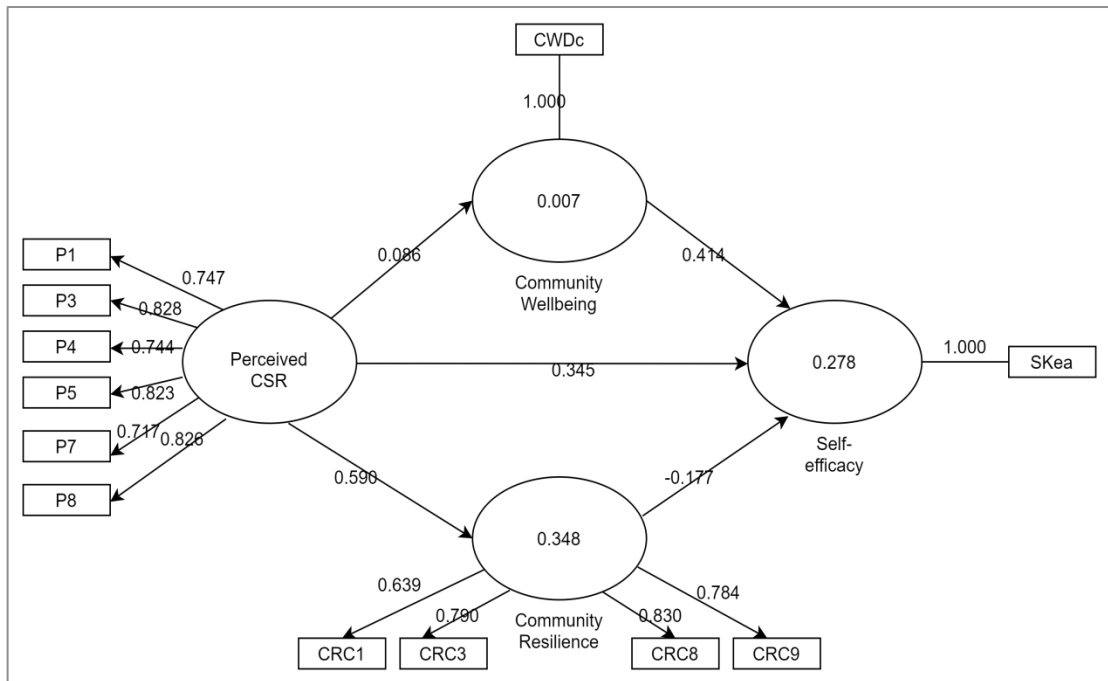 CWDc
1.000
0.007
Community
Wellbeing
0.086
0.414
P1
P3
P4
P5
P7
P8
0.747
0.828
0.744
0.823
0.717
0.826
Perceived
CSR
0.345
0.278
Self-
efficacy
1.000
SKea
0.590
-0.177
0.348
Community
Resilience
0.639
0.790
0.830
0.784
CRC1
CRC3
CRC8
CRC9